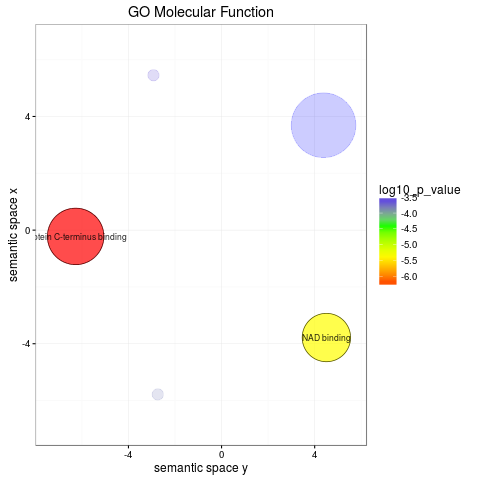 GO Molecular Function
log10_p_value
-3.5
-4.0
-4.5
-5.0
-5.5
-6.0
4
0
-4
semantic space x
otein C-terminus binding
NAD binding
-4
0
4
semantic space y